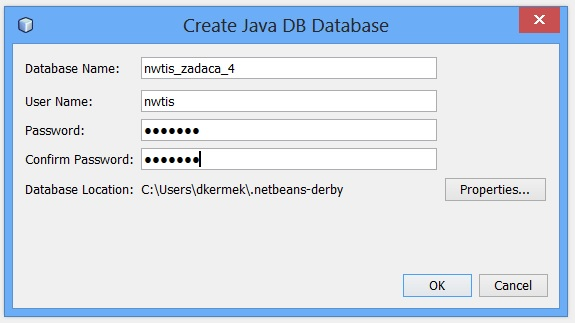 Create Java DB Database
Database Name: nwtis_zadaca_4
User Name: nwtis
Password: ●●●●●●●
Confirm Password: ●●●●●●●
Database Location: C:\Users\dkermek\.netbeans-derby Properties...
OK Cancel